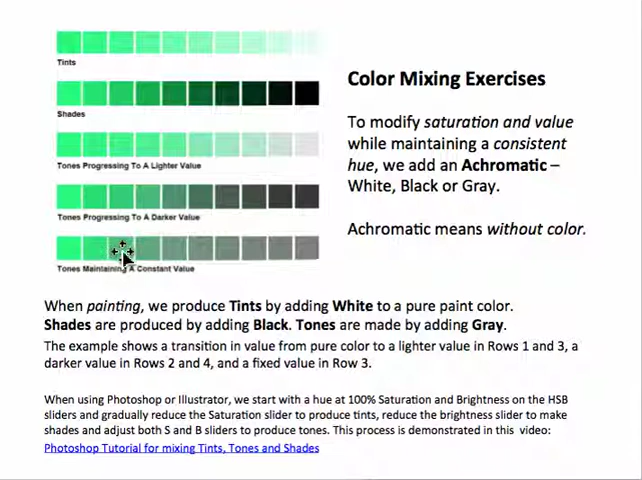 Tints
Shades
Tones Progressing To A Lighter Value
Tones Progressing To A Darker Value
Tones Maintaining A Constant Value
Color Mixing Exercises
To modify saturation and value
while maintaining a consistent
hue, we add an Achromatic –
White, Black or Gray.
Achromatic means without color.
When painting, we produce Tints by adding White to a pure paint color.
Shades are produced by adding Black. Tones are made by adding Gray.
The example shows a transition in value from pure color to a lighter value in Rows 1 and 3, a
darker value in Rows 2 and 4, and a fixed value in Row 3.
When using Photoshop or Illustrator, we start with a hue at 100% Saturation and Brightness on the HSB
sliders and gradually reduce the Saturation slider to produce tints, reduce the brightness slider to make
shades and adjust both S and B sliders to produce tones. This process is demonstrated in this video:
Photoshop Tutorial for mixing Tints, Tones and Shades